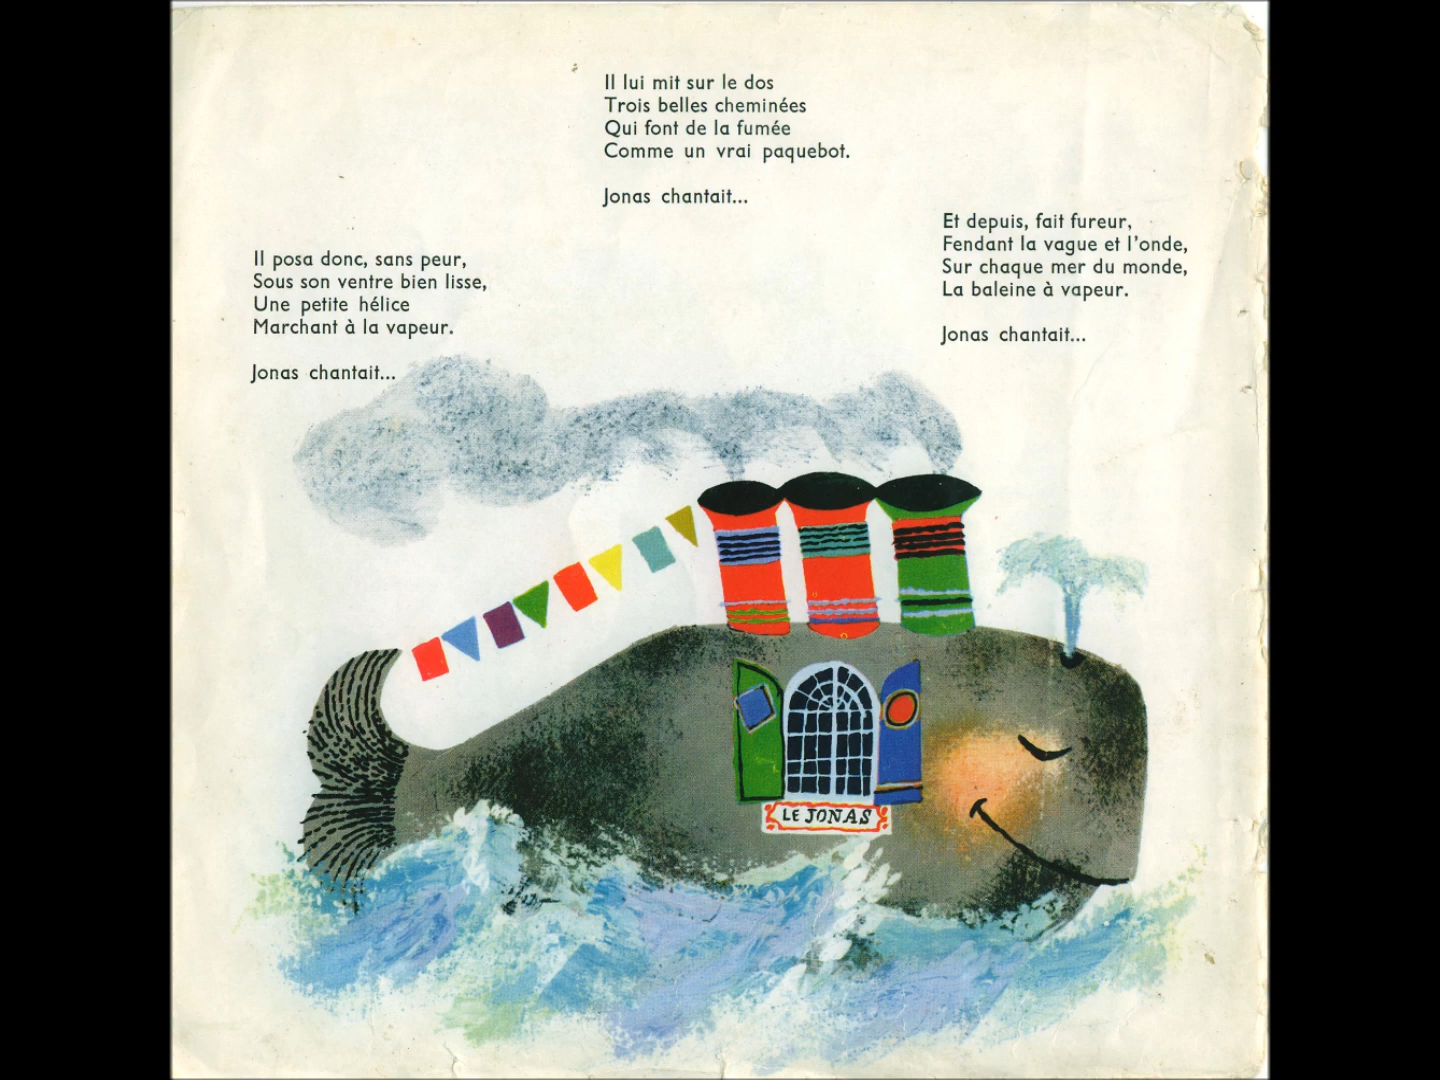 Il posa donc, sans peur,
Sous son ventre bien lisse,
Une petite hélice
Marchant à la vapeur.
Jonas chantait...
Il lui mit sur le dos
Trois belles cheminées
Qui font de la fumée
Comme un vrai paquebot.
Jonas chantait...
Et depuis, fait fureur,
Fendant la vague et l'onde,
Sur chaque mer du monde,
La baleine à vapeur.
Jonas chantait...
LE JONAS